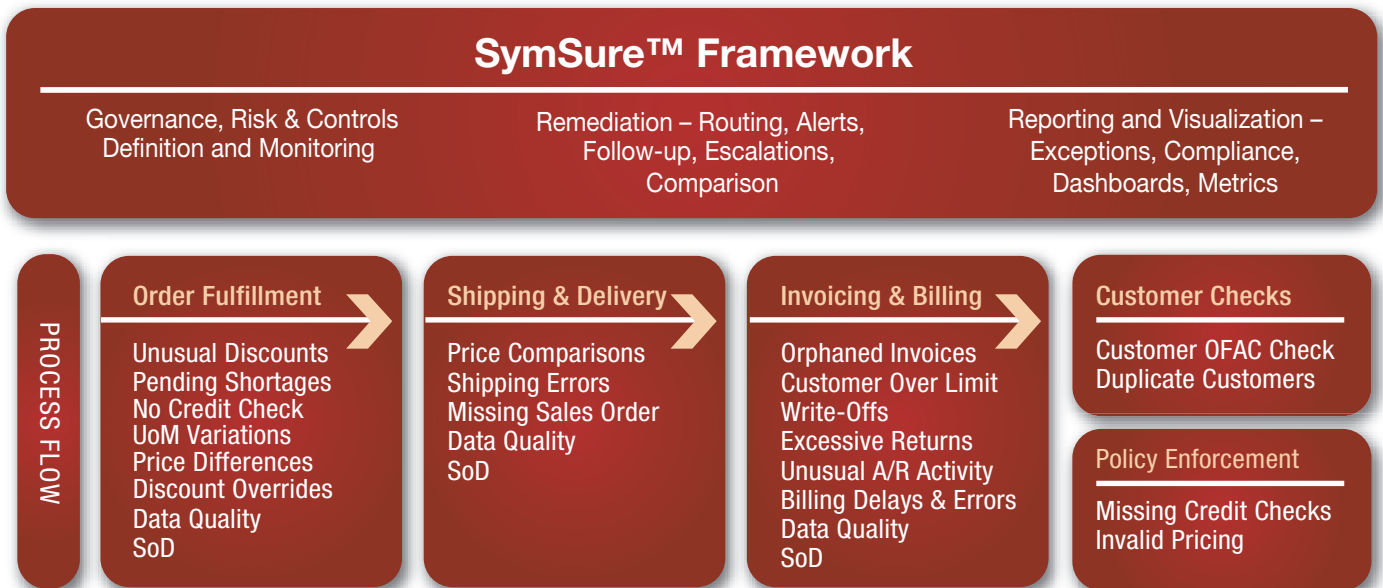 SymSure™ Framework
Governance, Risk & Controls
Definition and Monitoring
Remediation – Routing, Alerts,
Follow-up, Escalations,
Comparison
Reporting and Visualization –
Exceptions, Compliance,
Dashboards, Metrics
PROCESS FLOW
Order Fulfillment
Unusual Discounts
Pending Shortages
No Credit Check
UoM Variations
Price Differences
Discount Overrides
Data Quality
SoD
Shipping & Delivery
Price Comparisons
Shipping Errors
Missing Sales Order
Data Quality
SoD
Invoicing & Billing
Orphaned Invoices
Customer Over Limit
Write-Offs
Excessive Returns
Unusual A/R Activity
Billing Delays & Errors
Data Quality
SoD
Customer Checks
Customer OFAC Check
Duplicate Customers
Policy Enforcement
Missing Credit Checks
Invalid Pricing